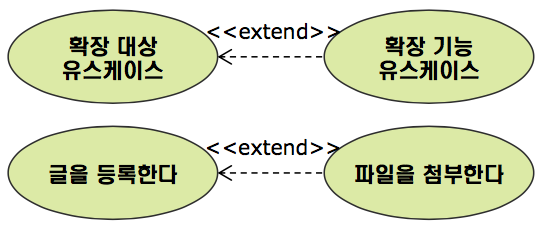 확장 대상
유스케이스
<<extend>>
확장 기능
유스케이스
글을 등록한다
<<extend>>
파일을 첨부한다